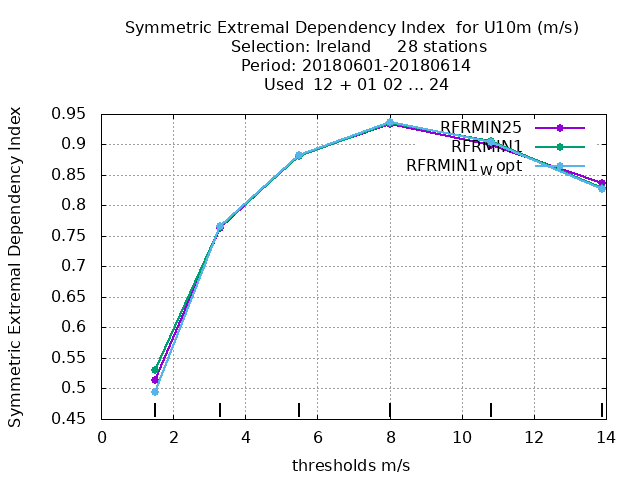 Symmetric Extremal Dependency Index for U10m (m/s)
Selection: Ireland 28 stations
Period: 20180601-20180614
Used 12 + 01 02 ... 24
Symmetric Extremal Dependency Index
0.95
0.9
0.85
0.8
0.75
0.7
0.65
0.6
0.55
0.5
0.45
RFRMIN25
RFRMIN1
RFRMIN1W opt
0 2 4 6 8 10 12 14
thresholds m/s